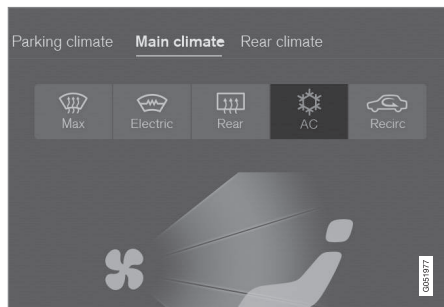 Parking climate Main climate Rear climate
Max Electric Rear AC Recirc
G051977